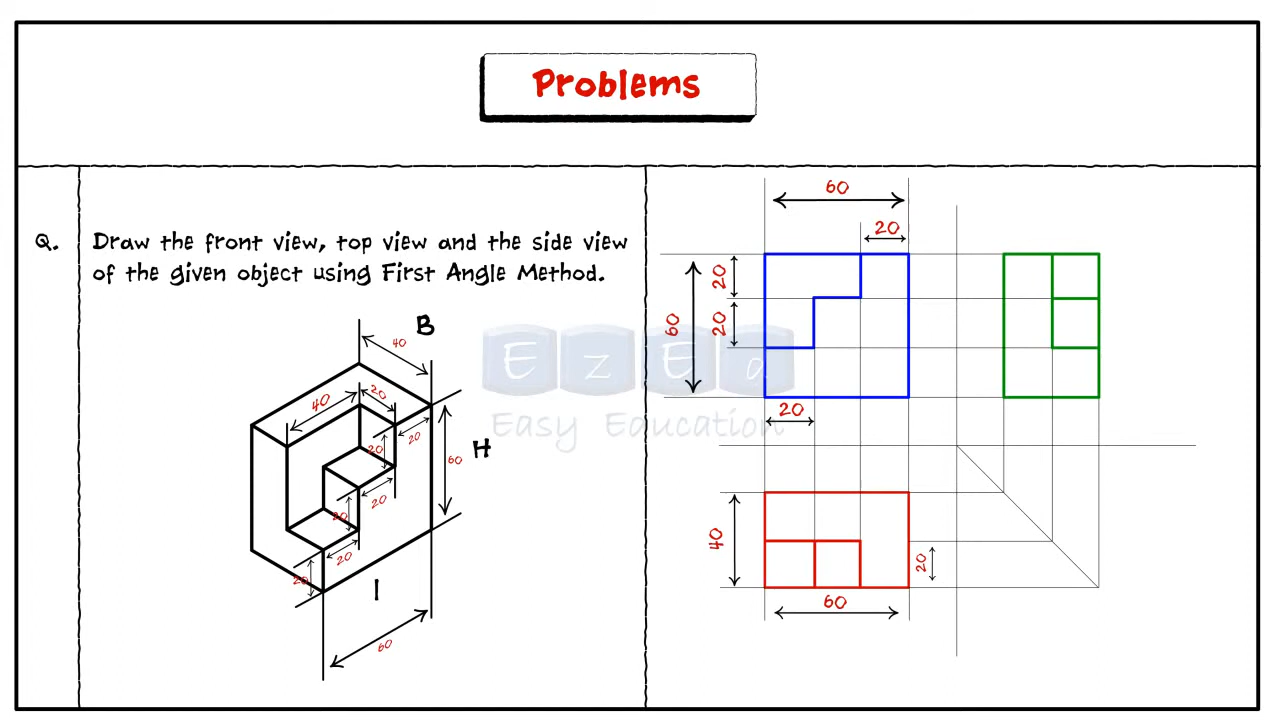 Problems
Q.
Draw the front view, top view and the side view
of the given object using First Angle Method.
B
40
40
20
20
20
60
H
20
20
20
20
I
60
60
20
20
60
20
20
EzEd
Easy Education
40
20
60